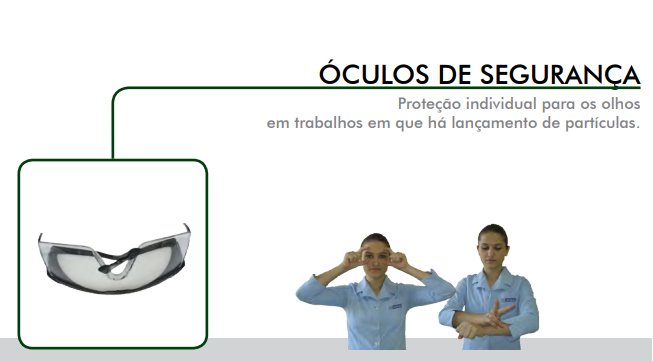 ÓCULOS DE SEGURANÇA
Proteção individual para os olhos
em trabalhos em que há lançamento de partículas.